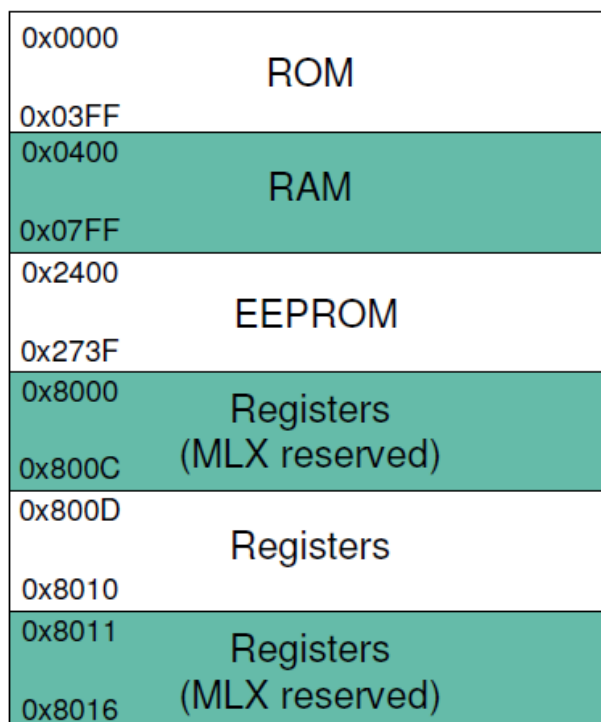 0x0000
ROM
0x03FF
0x0400
RAM
0x07FF
0x2400
EEPROM
0x273F
0x8000
Registers
(MLX reserved)
0x800C
0x800D
Registers
0x8010
0x8011
Registers
(MLX reserved)
0x8016